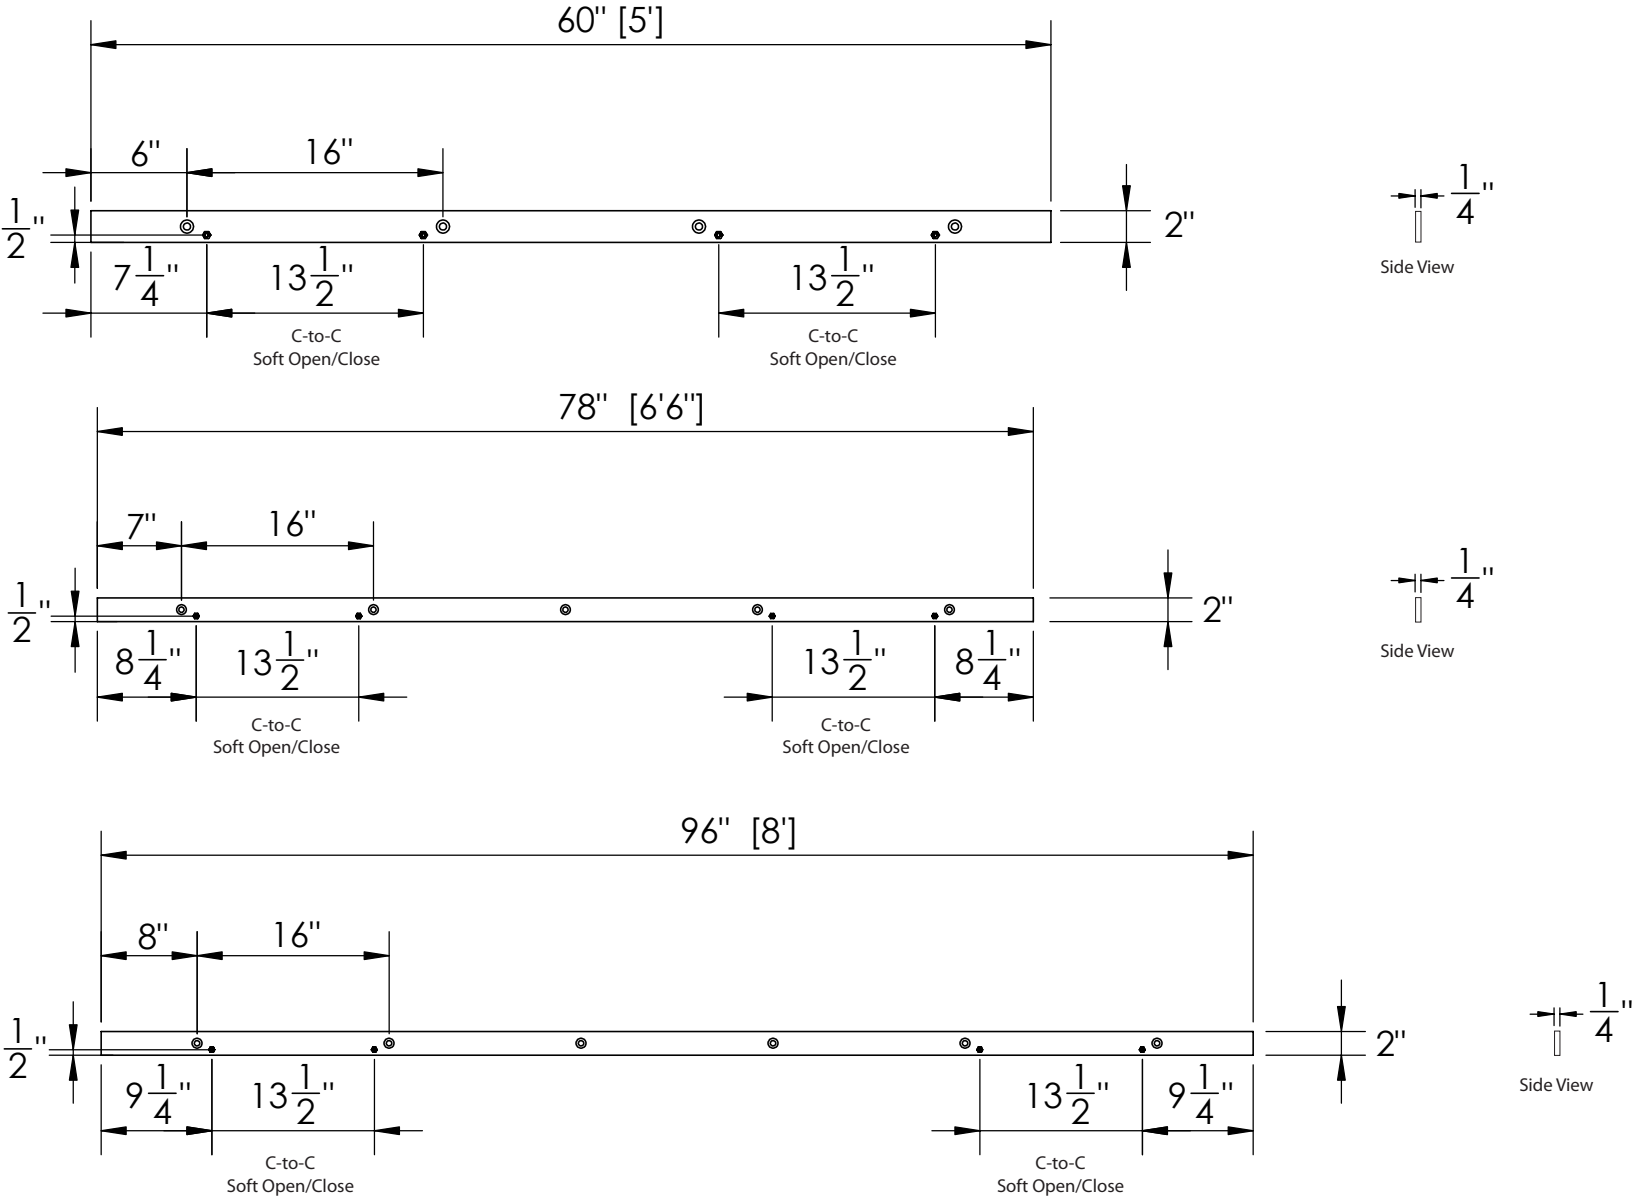 60" [5']
6" 16"
1/2" 2" 1/4"
Side View
7 1/4" 13 1/2" 13 1/2"
C-to-C C-to-C
Soft Open/Close Soft Open/Close
78" [6'6"]
7" 16"
1/2" 2" 1/4"
Side View
8 1/4" 13 1/2" 13 1/2" 8 1/4"
C-to-C C-to-C
Soft Open/Close Soft Open/Close
96" [8']
8" 16"
1/2" 2" 1/4"
Side View
9 1/4" 13 1/2" 13 1/2" 9 1/4"
C-to-C C-to-C
Soft Open/Close Soft Open/Close